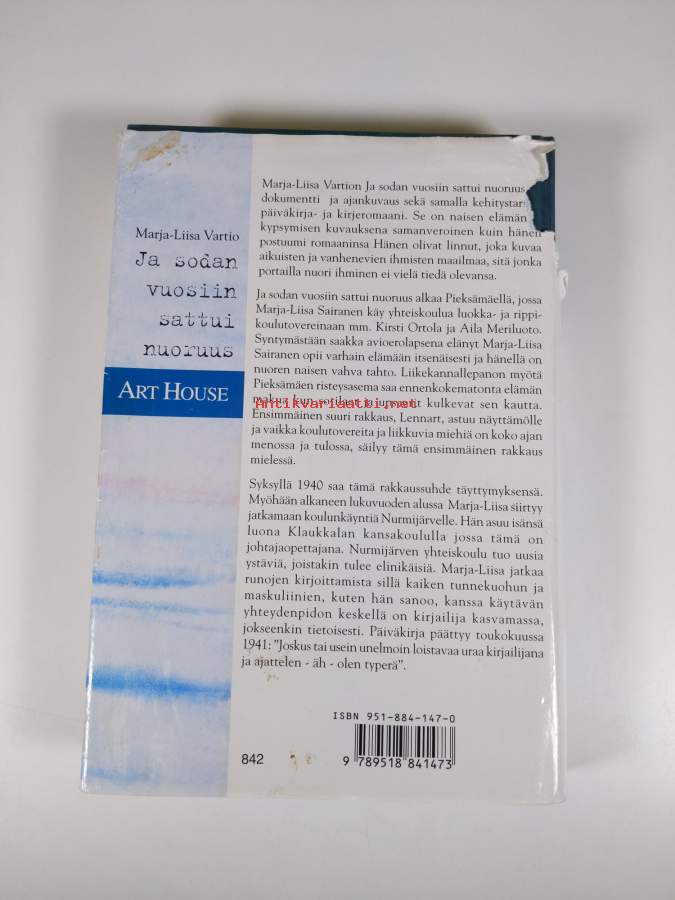 Marja-Liisa Vartio
Ja sodan
vuosiin
sattui
nuoruus
ART HOUSE
Marja-Liisa Vartion Ja sodan vuosiin sattui nuoruus
dokumentti ja ajankuvaus sekä samalla
päiväkirja- ja kirjeromaani. Se on naisen elämän
kypsymisen kuvauksena samanveroinen kuin hänen
postuumi romaaninsa Hänen olivat linnut, joka kuvaa
aikuisten ja vanhenevien ihmisten maailmaa, sitä jonka
portailla nuori ihminen ei vielä tiedä olevansa.
Ja sodan vuosiin sattui nuoruus alkaa Pieksämäellä, jossa
Marja-Liisa Sairanen käy yhteiskoulua luokka- ja rippi-
koulutovereinaan mm. Kirsti Ortola ja Aila Meriluoto.
Syntymästään saakka avioerolapsena elänyt Marja-Liisa
Sairanen opii varhain elämään itsenäisesti ja hänellä on
nuoren naisen vahva tahto. Liikekannallepanon myötä
Pieksämäen risteysasema saa ennenkokematonta elämän
makua kun sotilaat ja upseerit kulkevat sen kautta.
Antikvariaatti.net
Ensimmäinen suuri rakkaus, Lennart, astuu näyttämölle
ja vaikka koulutovereita ja liikkuvia miehiä on koko ajan
menossa ja tulossa, säilyy tämä ensimmäinen rakkaus
mielessä.
Syksyllä 1940 saa tämä rakkaussuhde täyttymyksensä.
Myöhään alkaneen lukuvuoden alussa Marja-Liisa siirtyy
jatkamaan koulunkäyntiä Nurmijärvelle. Hän asuu isänsä
luona Klaukkalan kansakoululla jossa tämä on
johtajaopettajana. Nurmijärven yhteiskoulu tuo uusia
ystäviä, joistakin tulee elinikäisiä. Marja-Liisa jatkaa
runojen kirjoittamista sillä kaiken tunnekuohun ja
maskuliinien, kuten hän sanoo, kanssa käytävän
yhteydenpidon keskellä on kirjailija kasvamassa,
jokseenkin tietoisesti. Päiväkirja päättyy toukokuussa
1941: "Joskus tai usein unelmoin loistavaa uraa kirjailijana
ja ajattelen - äh - olen typerä".
ISBN 951-884-147-0
842
9 789518 841473